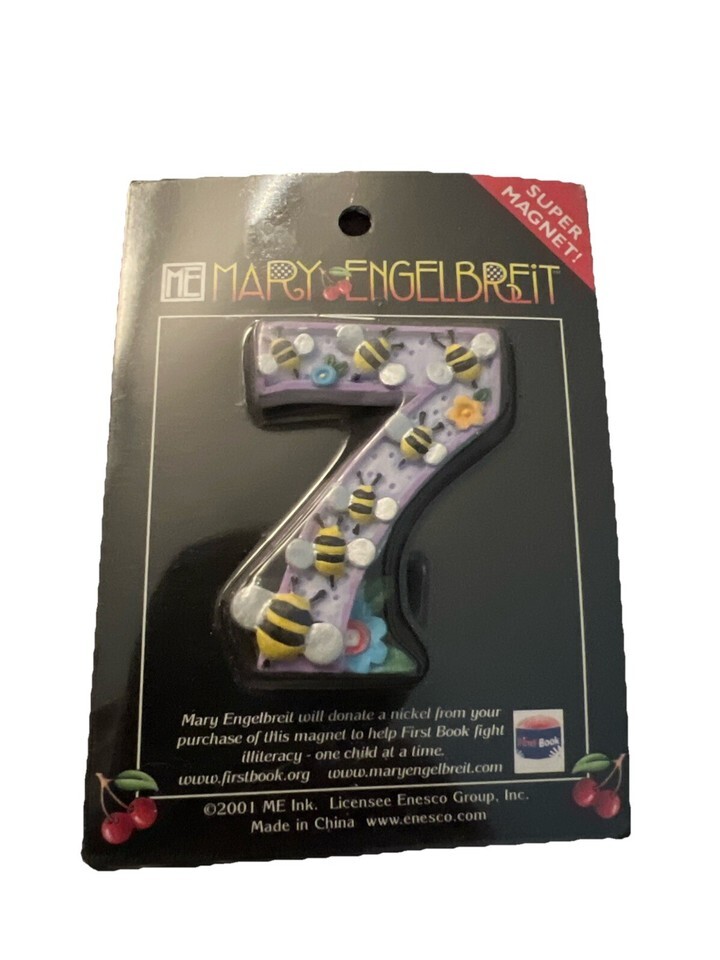 SUPER
MAGNET!
ME MARY ENGELBREIT
7
Mary Engelbreit will donate a nickel from your
purchase of this magnet to help First Book fight
illiteracy - one child at a time.
www.firstbook.org www.maryengelbreit.com
First Book
©2001 ME Ink. Licensee Enesco Group, Inc.
Made in China www.enesco.com